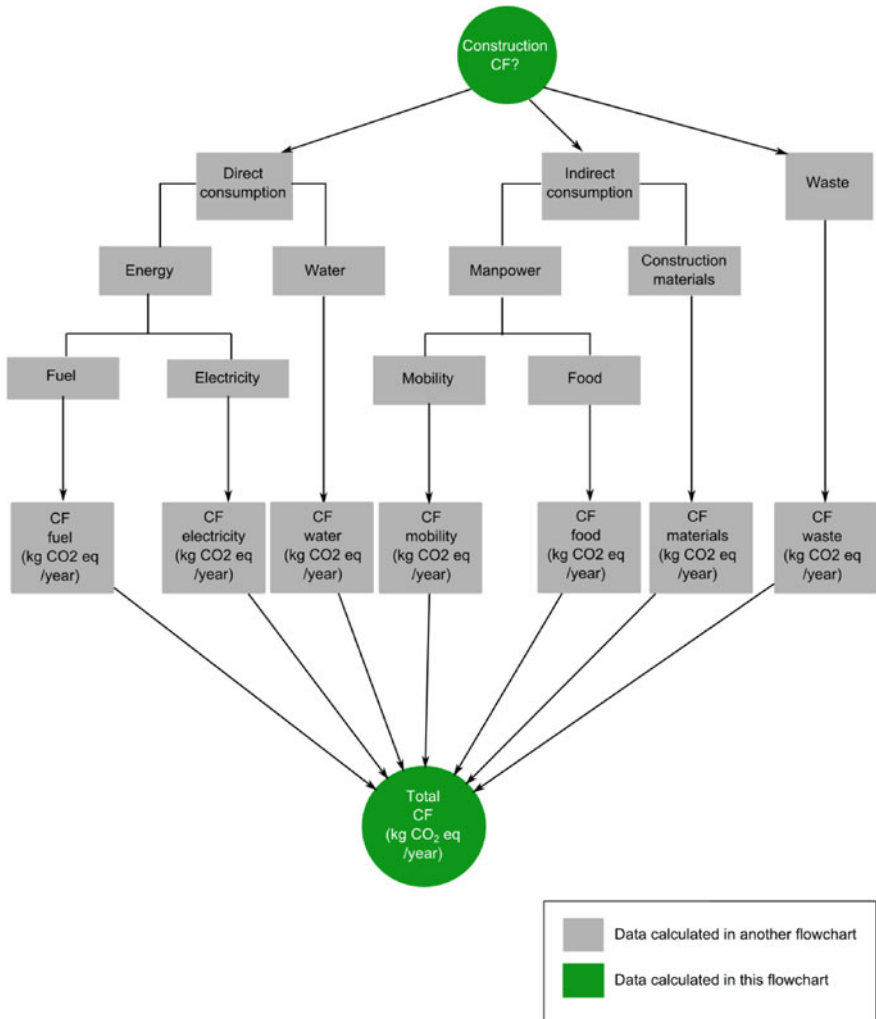 Construction
CF?
Direct
consumption
Indirect
consumption
Waste
Energy
Water
Manpower
Construction
materials
Fuel
Electricity
Mobility
Food
CF
fuel
(kg CO2 eq
/year)
CF
electricity
(kg CO2 eq
/year)
CF
water
(kg CO2 eq
/year)
CF
mobility
(kg CO2 eq
/year)
CF
food
(kg CO2 eq
/year)
CF
materials
(kg CO2 eq
/year)
CF
waste
(kg CO2 eq
/year)
Total
CF
(kg CO₂ eq
/year)
Data calculated in another flowchart
Data calculated in this flowchart